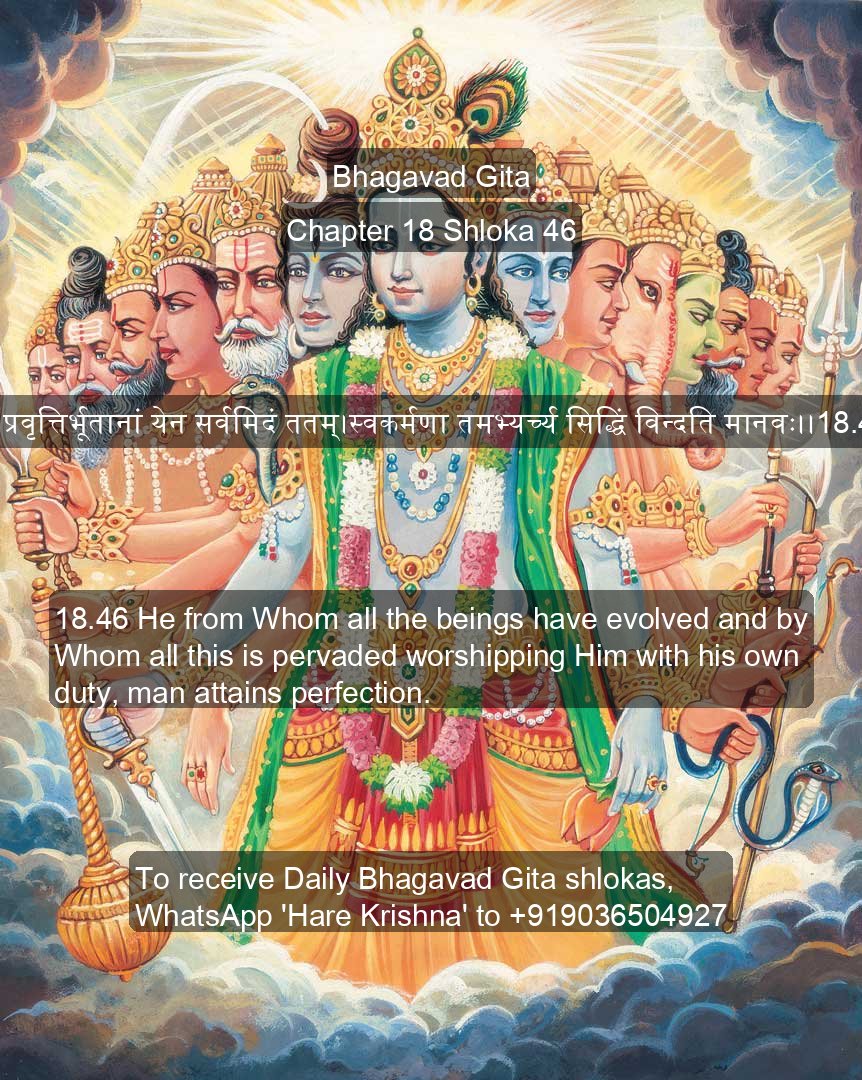 Bhagavad Gita
Chapter 18 Shloka 46
प्रवृत्तिर्भूतानां येन सर्वमिदं ततम्।स्वकर्मणा तमभ्यर्च्य सिद्धिं विन्दति मानवः।।18.4
18.46 He from Whom all the beings have evolved and by
Whom all this is pervaded worshipping Him with his own
duty, man attains perfection.
To receive Daily Bhagavad Gita shlokas,
WhatsApp 'Hare Krishna' to +919036504927